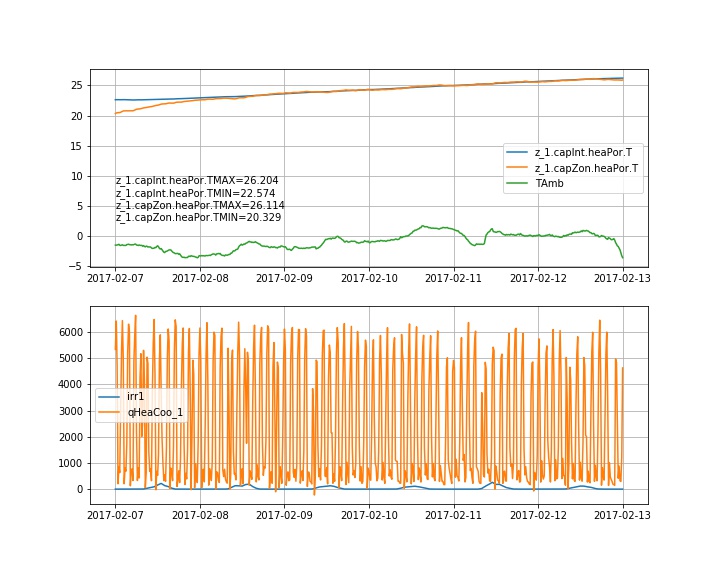 25
20
15
10
5
0
−5
z_1.capInt.heaPor.T
z_1.capZon.heaPor.T
TAmb
z_1.capInt.heaPor.TMAX=26.204
z_1.capInt.heaPor.TMIN=22.574
z_1.capZon.heaPor.TMAX=26.114
z_1.capZon.heaPor.TMIN=20.329
2017-02-07 2017-02-08 2017-02-09 2017-02-10 2017-02-11 2017-02-12 2017-02-13
6000
5000
4000
3000
2000
1000
0
irr1
qHeaCoo_1
2017-02-07 2017-02-08 2017-02-09 2017-02-10 2017-02-11 2017-02-12 2017-02-13